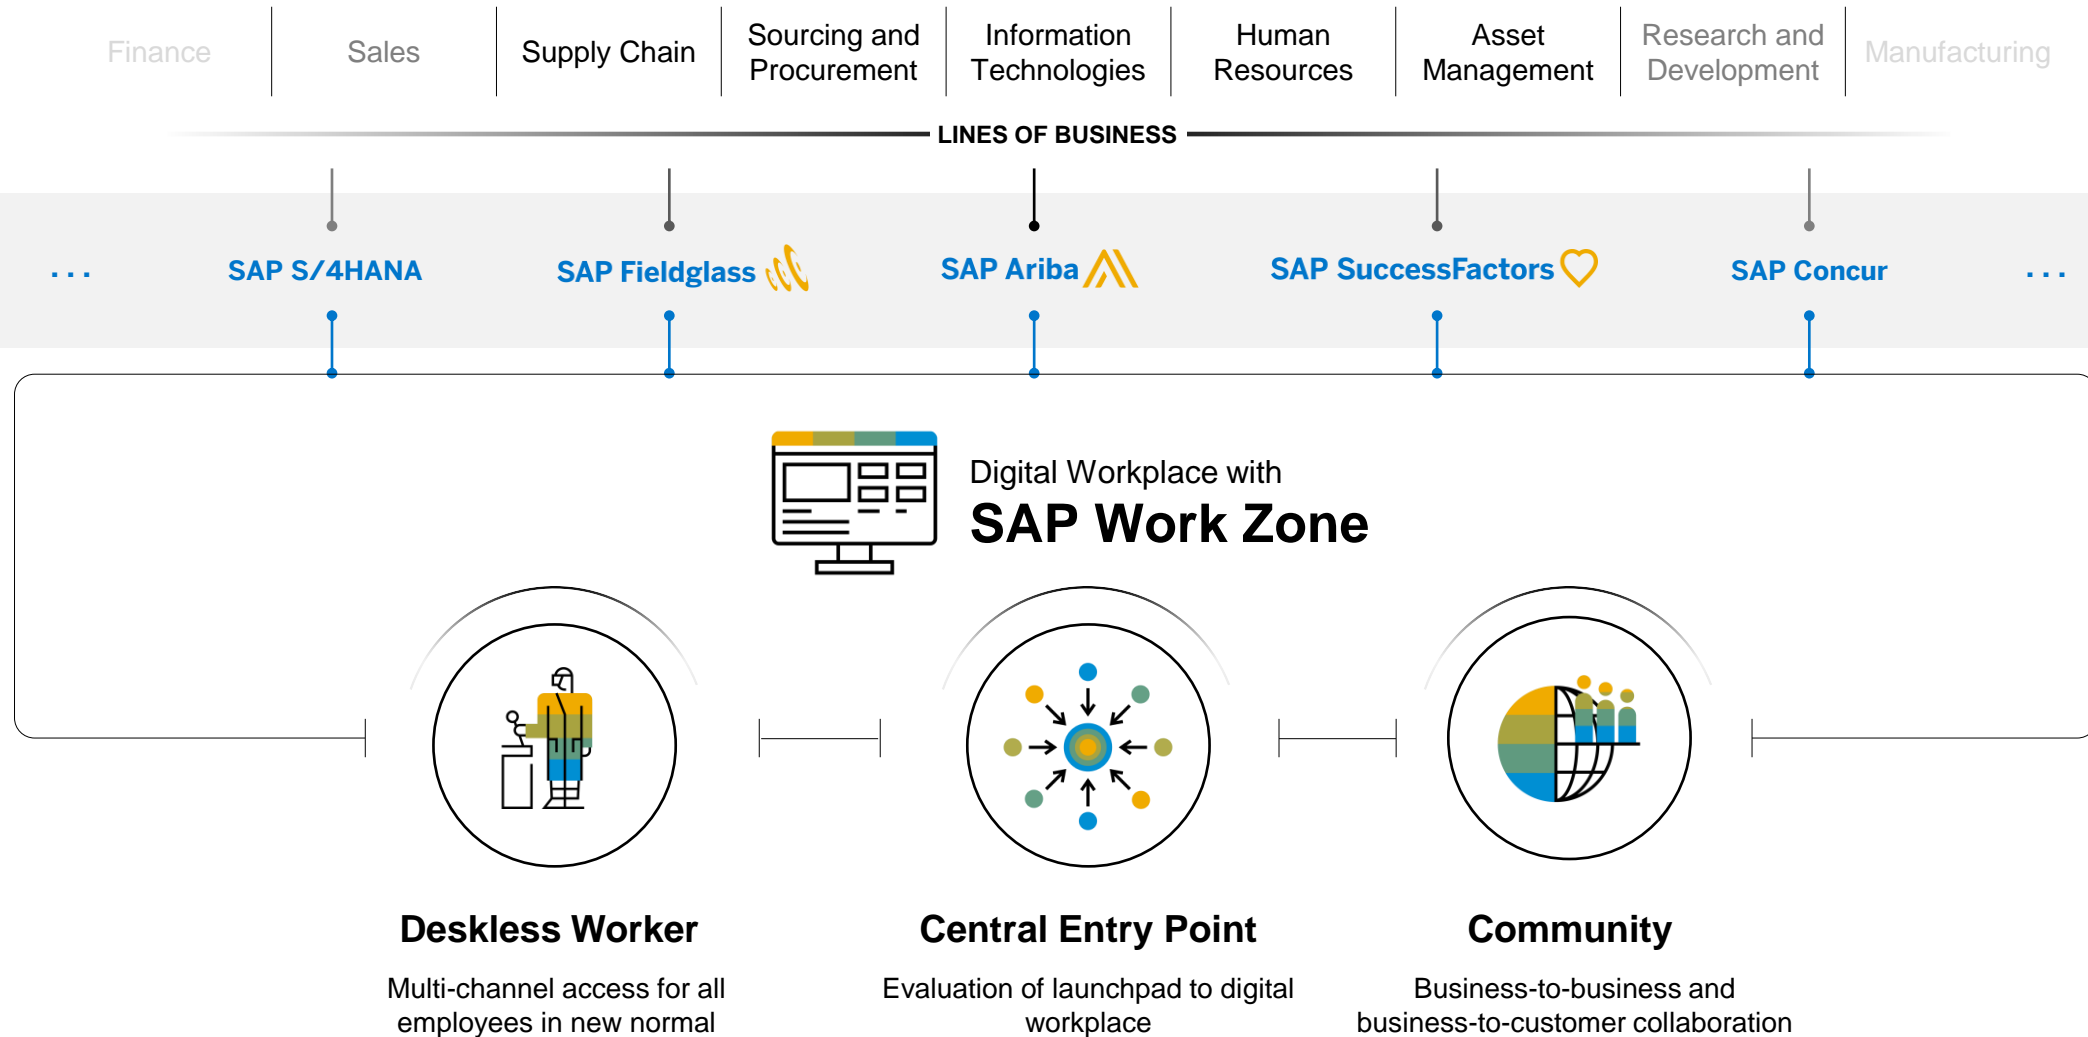 Finance
Sales
Supply Chain
Sourcing and
Procurement
Information
Technologies
Human
Resources
Asset
Management
Research and
Development
Manufacturing
LINES OF BUSINESS
...
SAP S/4HANA
SAP Fieldglass
SAP Ariba
SAP SuccessFactors
SAP Concur
...
Digital Workplace with
SAP Work Zone
Deskless Worker
Multi-channel access for all
employees in new normal
Central Entry Point
Evaluation of launchpad to digital
workplace
Community
Business-to-business and
business-to-customer collaboration